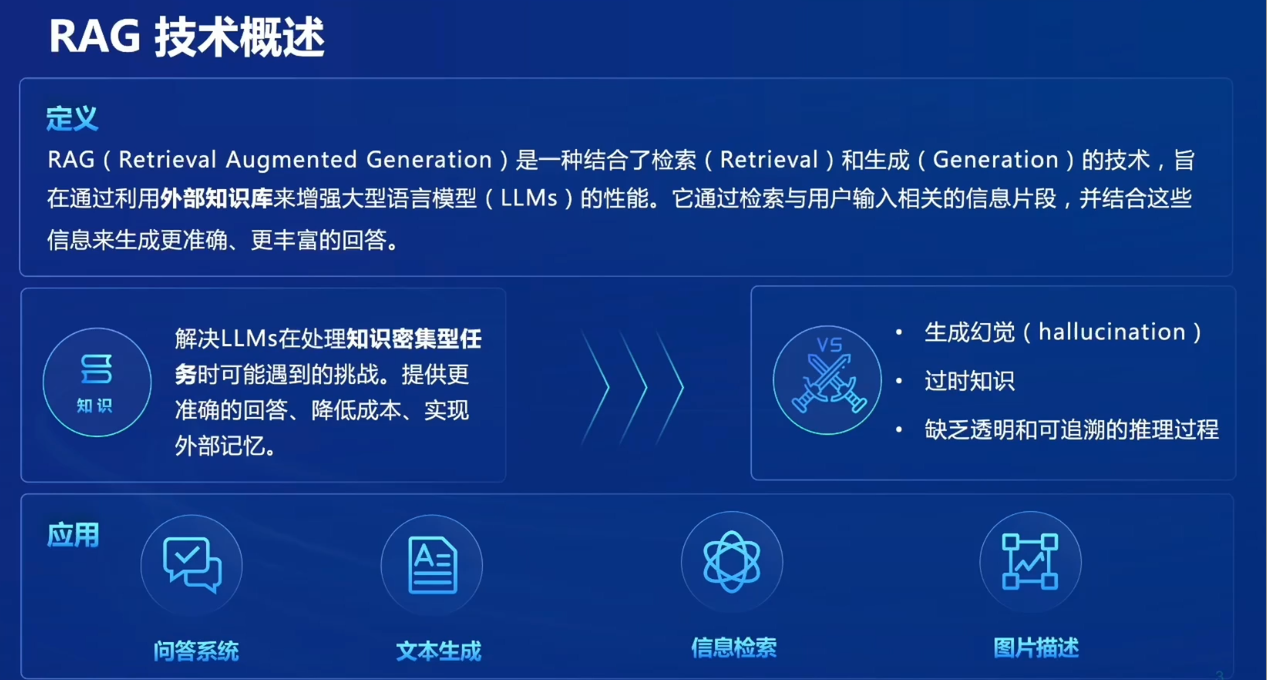 RAG 技术概述
定义
RAG（Retrieval Augmented Generation）是一种结合了检索（Retrieval）和生成（Generation）的技术，旨
在通过利用外部知识库来增强大型语言模型（LLMs）的性能。它通过检索与用户输入相关的信息片段，并结合这些
信息来生成更准确、更丰富的回答。
知识
解决LLMs在处理知识密集型任
务时可能遇到的挑战。提供更
准确的回答、降低成本、实现
外部记忆。
VS
• 生成幻觉（hallucination）
• 过时知识
• 缺乏透明和可追溯的推理过程
应用
问答系统
文本生成
信息检索
图片描述
3